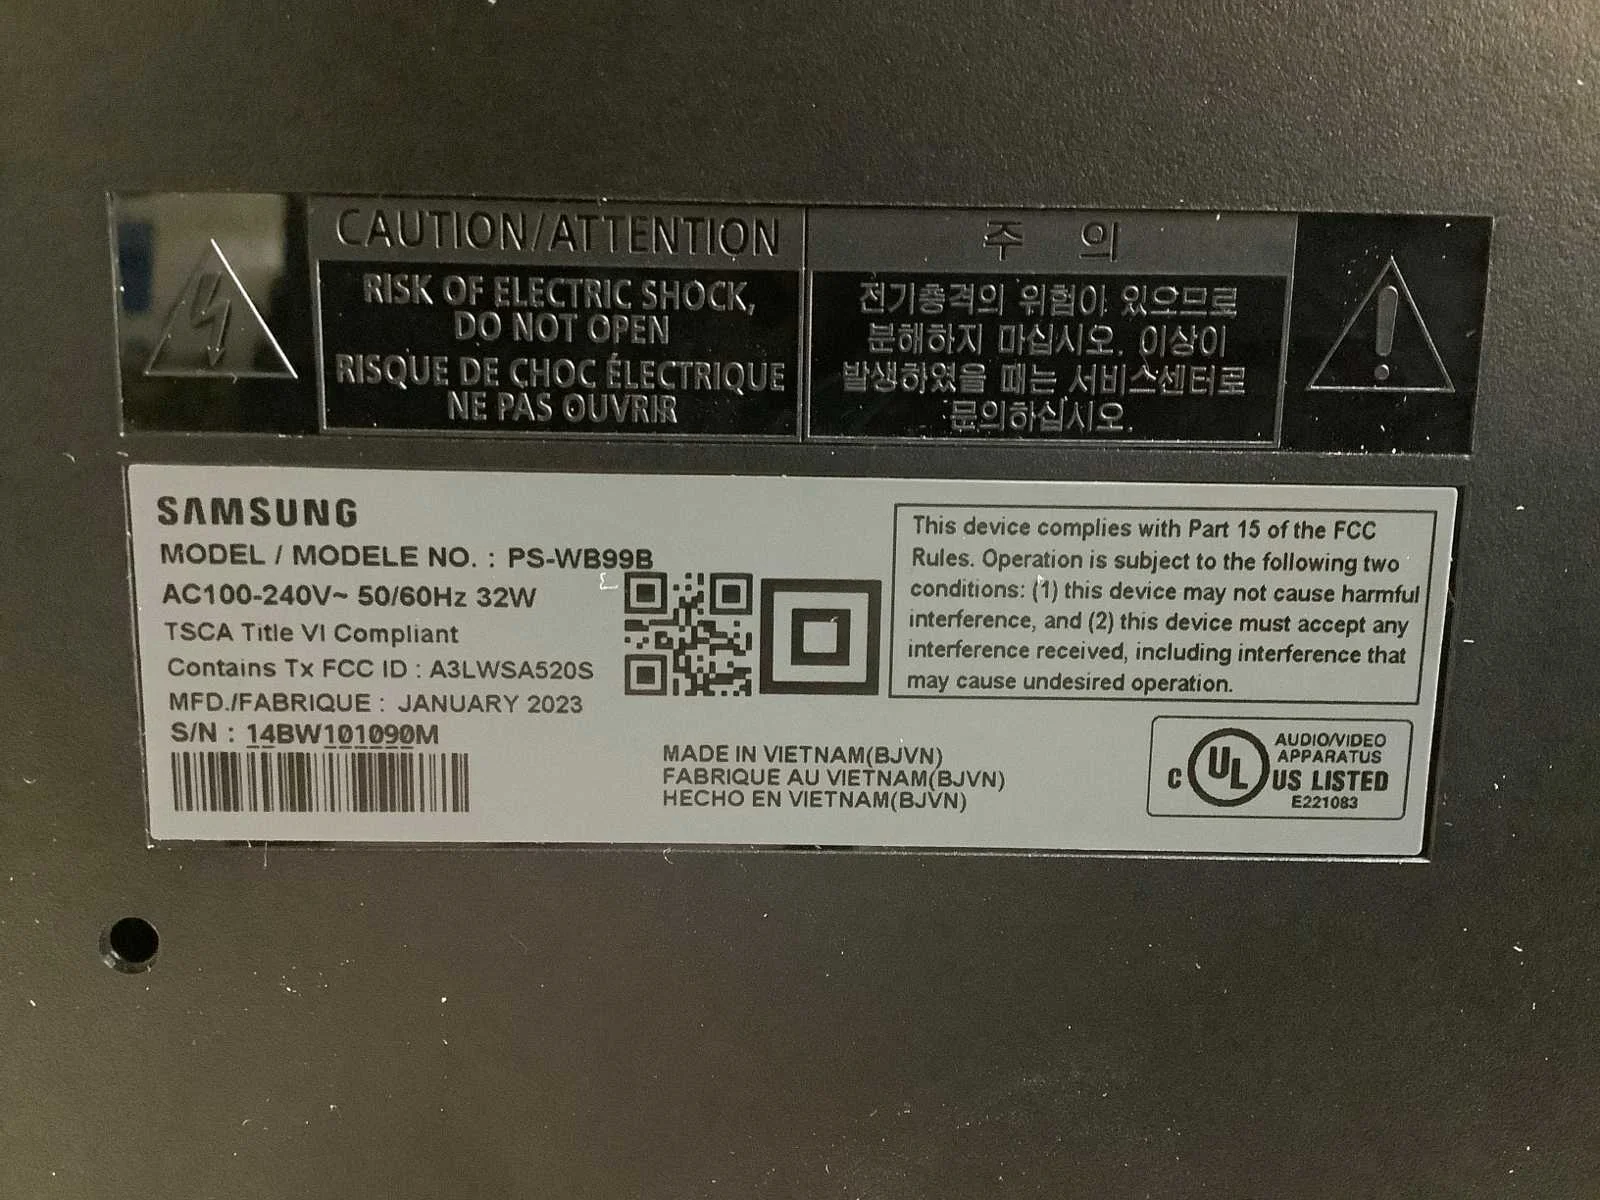 CAUTION/ATTENTION
RISK OF ELECTRIC SHOCK,
DO NOT OPEN
RISQUE DE CHOC ÉLECTRIQUE
NE PAS OUVRIR
주 의
전기충격의 위험이 있으므로
분해하지 마십시오. 이상이
발생하였을 때는 서비스센터로
문의하십시오.
SAMSUNG
MODEL / MODELE NO. : PS-WB99B
AC100-240V~ 50/60Hz 32W
TSCA Title VI Compliant
Contains Tx FCC ID : A3LWSA520S
MFD./FABRIQUE : JANUARY 2023
S/N : 14BW101090M
MADE IN VIETNAM(BJVN)
FABRIQUE AU VIETNAM(BJVN)
HECHO EN VIETNAM(BJVN)
This device complies with Part 15 of the FCC
Rules. Operation is subject to the following two
conditions: (1) this device may not cause harmful
interference, and (2) this device must accept any
interference received, including interference that
may cause undesired operation.
C UL US LISTED
AUDIO/VIDEO
APPARATUS
E221083